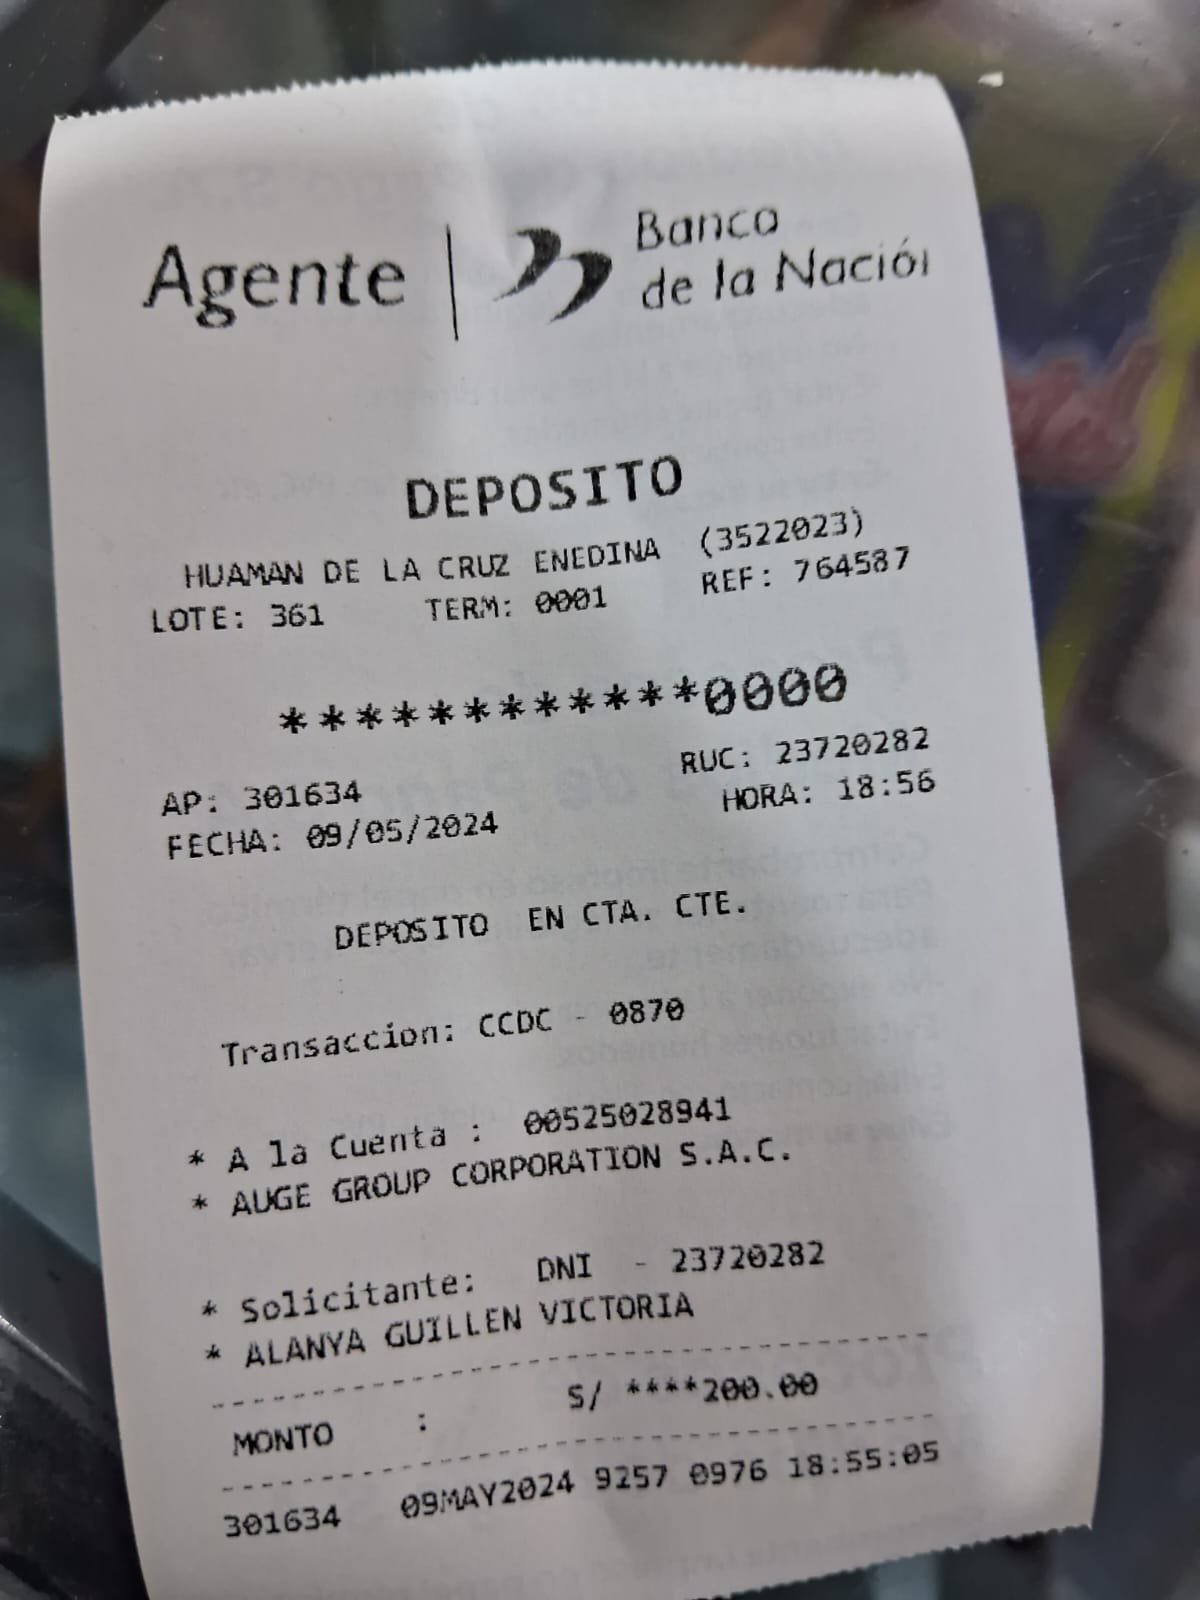 Agente | Banco
de la Nación
DEPOSITO
HUAMAN DE LA CRUZ ENEDINA (3522023)
LOTE: 361 TERM: 0001 REF: 764587
************0000
AP: 301634 RUC: 23720282
FECHA: 09/05/2024 HORA: 18:56
DEPOSITO EN CTA. CTE.
Transaccion: CCDC - 0870
* A la Cuenta : 00525028941
* AUGE GROUP CORPORATION S.A.C.
* Solicitante: DNI - 23720282
* ALANYA GUILLEN VICTORIA
MONTO : S/ ****200.00
301634 09MAY2024 9257 0976 18:55:05